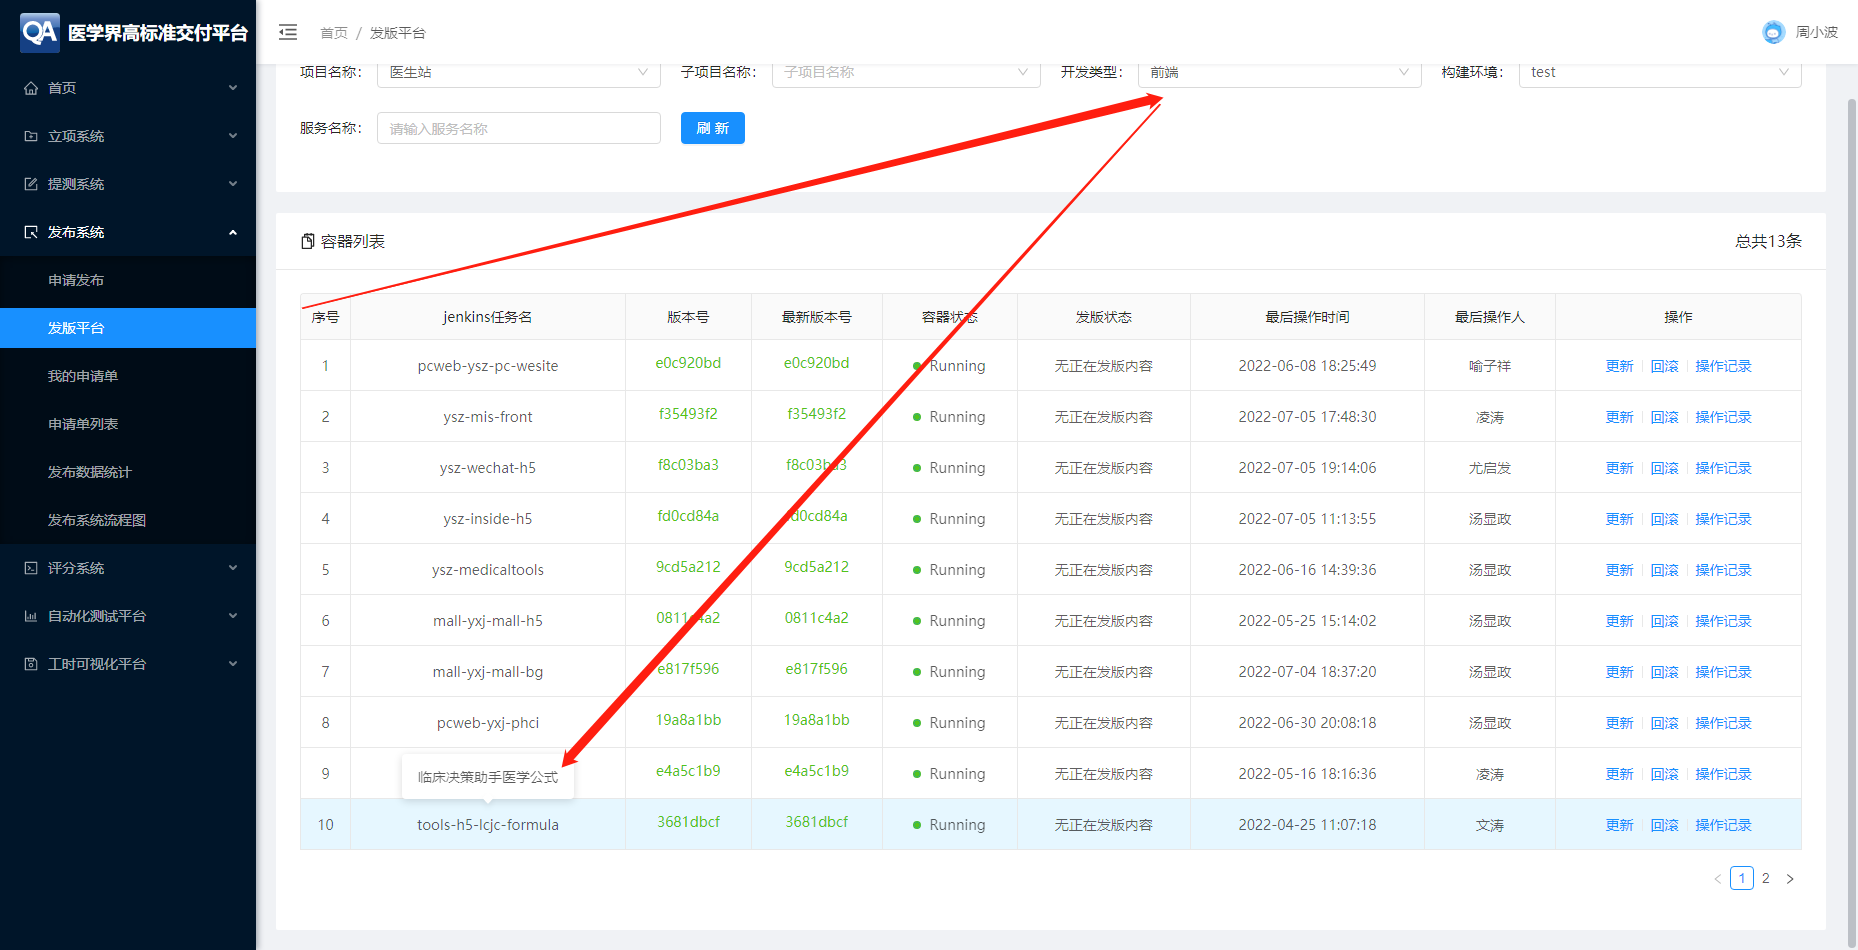 医学界高标准交付平台
首页 / 发版平台
周小波
首页
立项系统
提测系统
发布系统
申请发布
发版平台
我的申请单
申请单列表
发布数据统计
发布系统流程图
评分系统
自动化测试平台
工时可视化平台
项目名称： 医生站 子项目名称： 子项目名称 开发类型： 前端 构建环境： test
服务名称： 请输入服务名称 刷 新
容器列表 总共13条
序号 jenkins任务名 版本号 最新版本号 容器状态 发版状态 最后操作时间 最后操作人 操作
1 pcweb-ysz-pc-wesite e0c920bd e0c920bd Running 无正在发版内容 2022-06-08 18:25:49 喻子祥 更新 回滚 操作记录
2 ysz-mis-front f35493f2 f35493f2 Running 无正在发版内容 2022-07-05 17:48:30 凌涛 更新 回滚 操作记录
3 ysz-wechat-h5 f8c03ba3 f8c03ba3 Running 无正在发版内容 2022-07-05 19:14:06 尤启发 更新 回滚 操作记录
4 ysz-inside-h5 fd0cd84a fd0cd84a Running 无正在发版内容 2022-07-05 11:13:55 汤显政 更新 回滚 操作记录
5 ysz-medicaltools 9cd5a212 9cd5a212 Running 无正在发版内容 2022-06-16 14:39:36 汤显政 更新 回滚 操作记录
6 mall-yxj-mall-h5 0811c4a2 0811c4a2 Running 无正在发版内容 2022-05-25 15:14:02 汤显政 更新 回滚 操作记录
7 mall-yxj-mall-bg e817f596 e817f596 Running 无正在发版内容 2022-07-04 18:37:20 汤显政 更新 回滚 操作记录
8 pcweb-yxj-phci 19a8a1bb 19a8a1bb Running 无正在发版内容 2022-06-30 20:08:18 汤显政 更新 回滚 操作记录
9 临床决策助手医学公式 e4a5c1b9 e4a5c1b9 Running 无正在发版内容 2022-05-16 18:16:36 凌涛 更新 回滚 操作记录
10 tools-h5-lcjc-formula 3681dbcf 3681dbcf Running 无正在发版内容 2022-04-25 11:07:18 文涛 更新 回滚 操作记录
< 1 2 >